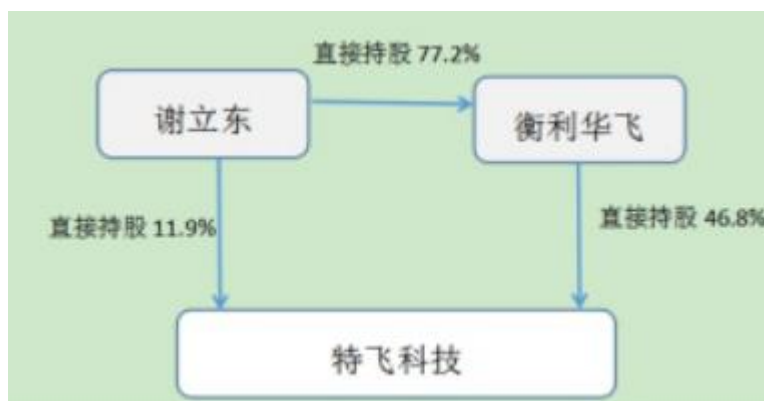 直接持股 77.2%
谢立东
衡利华飞
直接持股 11.9%
直接持股 46.8%
特飞科技